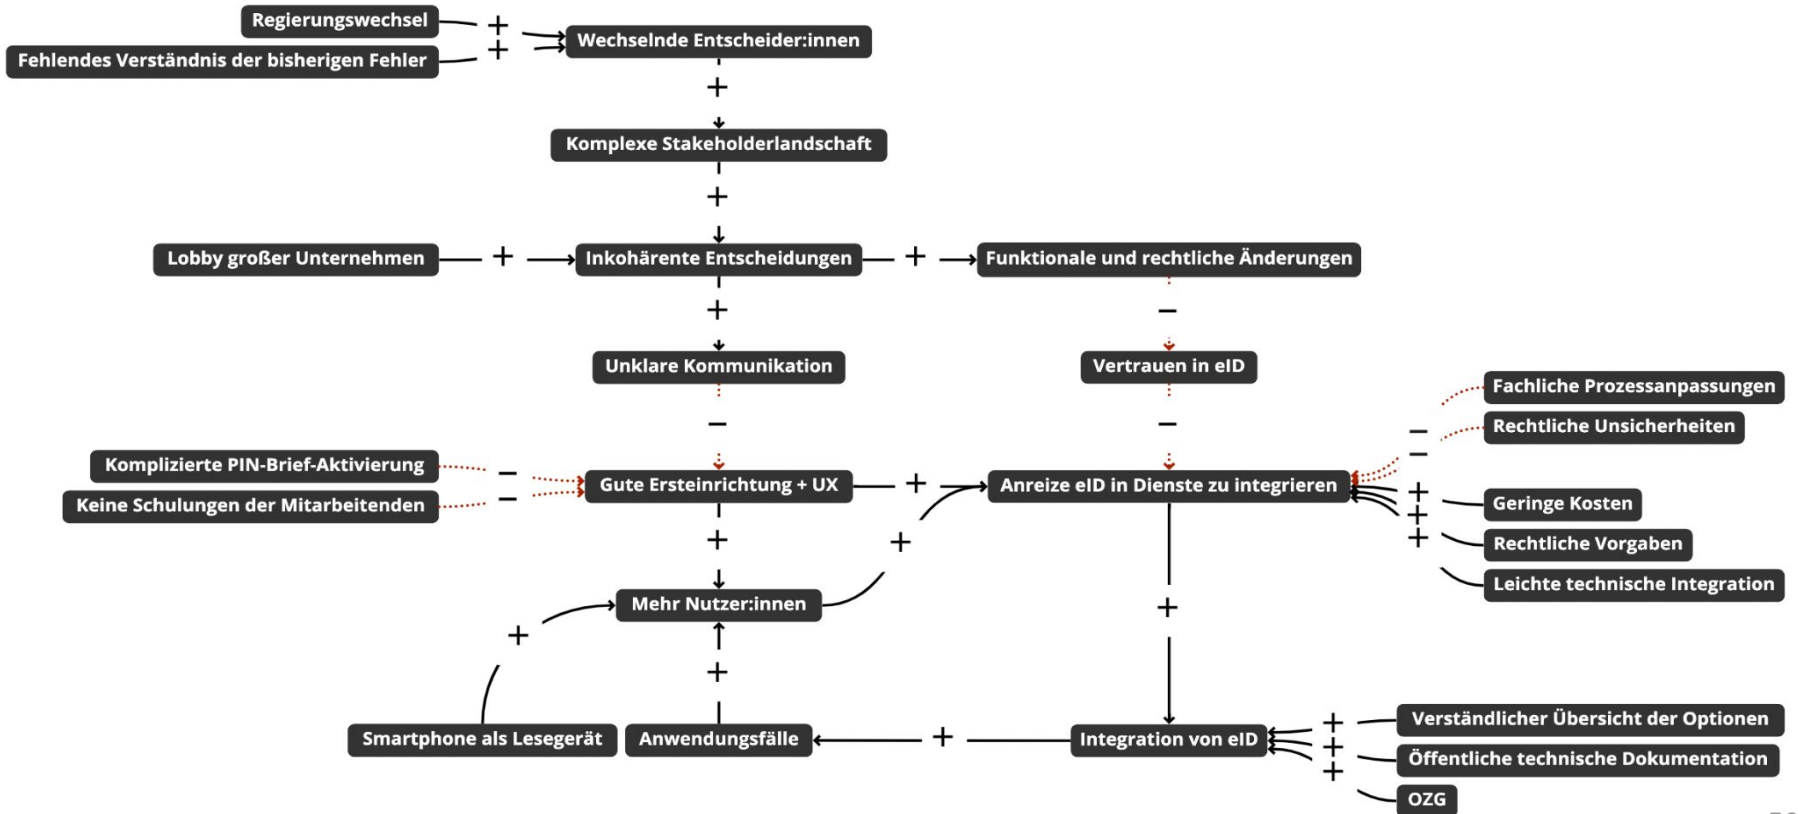 Regierungswechsel
+
Fehlendes Verständnis der bisherigen Fehler
+
Wechselnde Entscheider:innen
+
Komplexe Stakeholderlandschaft
+
Lobby großer Unternehmen
+
Inkohärente Entscheidungen
+
Funktionale und rechtliche Änderungen
+
−
Unklare Kommunikation
Vertrauen in eID
−
−
Fachliche Prozessanpassungen
−
Rechtliche Unsicherheiten
−
Komplizierte PIN-Brief-Aktivierung
−
Keine Schulungen der Mitarbeitenden
−
Gute Ersteinrichtung + UX
+
Anreize eID in Dienste zu integrieren
+
Geringe Kosten
+
Rechtliche Vorgaben
+
Leichte technische Integration
+
+
Mehr Nutzer:innen
+
+
+
Smartphone als Lesegerät
Anwendungsfälle
+
Integration von eID
+
Verständlicher Übersicht der Optionen
+
Öffentliche technische Dokumentation
+
OZG